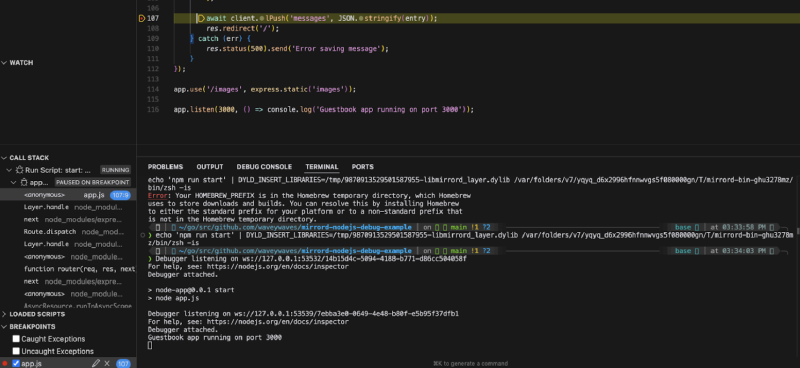 106
107 await client.lPush('messages', JSON.stringify(entry));
108 res.redirect('/');
109 } catch (err) {
110 res.status(500).send('Error saving message');
111 }
112 });
113
114 app.use('/images', express.static('images'));
115
116 app.listen(3000, () => console.log('Guestbook app running on port 3000'));
WATCH
CALL STACK
Run Script: start: ... RUNNING
app... PAUSED ON BREAKPOINT
<anonymous> app.js 107:9
Layer.handle node_modul...
next node_modules/expre...
Route.dispatch node_mod...
Layer.handle node_modul...
<anonymous> node_module...
function router(req, res, next
next node_modules/expre...
<anonymous> node_module...
AsyncResource.runInAsyncScope
LOADED SCRIPTS
BREAKPOINTS
Caught Exceptions
Uncaught Exceptions
app.js 107
PROBLEMS OUTPUT DEBUG CONSOLE TERMINAL PORTS
echo 'npm run start' | DYLD_INSERT_LIBRARIES=/tmp/9870913529501587955-libmirrord_layer.dylib /var/folders/v7/yqyq_d6x2996hfnnwvgs5f080000gn/T/mirrord-bin-ghu3278mz/
bin/zsh -is
Error: Your HOMEBREW_PREFIX is in the Homebrew temporary directory, which Homebrew
uses to store downloads and builds. You can resolve this by installing Homebrew
to either the standard prefix for your platform or to a non-standard prefix that
is not in the Homebrew temporary directory.
~/go/src/github.com/waveywaves/mirrord-nodejs-debug-example | on main !1 ?2 base | at 03:33:58 PM
❯ echo 'npm run start' | DYLD_INSERT_LIBRARIES=/tmp/9870913529501587955-libmirrord_layer.dylib /var/folders/v7/yqyq_d6x2996hfnnwvgs5f080000gn/T/mirrord-bin-ghu3278m
z/bin/zsh -is
~/go/src/github.com/waveywaves/mirrord-nodejs-debug-example | on main !1 ?2 base | at 03:34:03 PM
❯ Debugger listening on ws://127.0.0.1:53532/14b15d4c-5094-4188-b771-d86cc504058f
For help, see: https://nodejs.org/en/docs/inspector
Debugger attached.
> node-app@0.0.1 start
> node app.js
Debugger listening on ws://127.0.0.1:53539/7ebba3e0-0649-4e48-b80f-e5b95f37dfb1
For help, see: https://nodejs.org/en/docs/inspector
Debugger attached.
Guestbook app running on port 3000
⌘K to generate a command